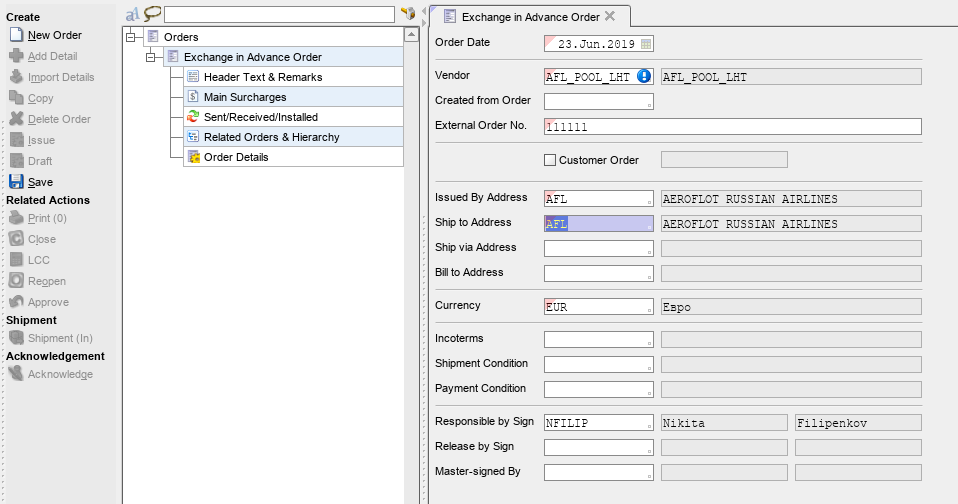 Create
New Order
Add Detail
Import Details
Copy
Delete Order
Issue
Draft
Save
Related Actions
Print (0)
Close
LCC
Reopen
Approve
Shipment
Shipment (In)
Acknowledgement
Acknowledge
Orders
Exchange in Advance Order
Header Text & Remarks
Main Surcharges
Sent/Received/Installed
Related Orders & Hierarchy
Order Details
Exchange in Advance Order
Order Date 23.Jun.2019
Vendor AFL_POOL_LHT AFL_POOL_LHT
Created from Order
External Order No. 111111
Customer Order
Issued By Address AFL AEROFLOT RUSSIAN AIRLINES
Ship to Address AFL AEROFLOT RUSSIAN AIRLINES
Ship via Address
Bill to Address
Currency EUR Евро
Incoterms
Shipment Condition
Payment Condition
Responsible by Sign NFILIP Nikita Filipenkov
Release by Sign
Master-signed By